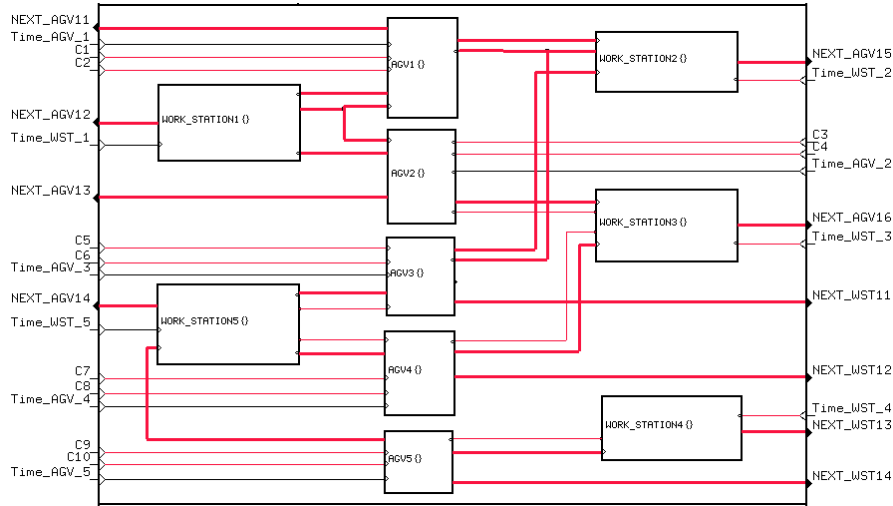 NEXT_AGV11
Time_AGV_1
C1
C2
NEXT_AGV12
Time_WST_1
NEXT_AGV13
C5
C6
Time_AGV_3
NEXT_AGV14
Time_WST_5
C7
C8
Time_AGV_4
C9
C10
Time_AGV_5
WORK_STATION1{}
WORK_STATION5{}
AGV1{}
AGV2{}
AGV3{}
AGV4{}
AGV5{}
WORK_STATION2{}
WORK_STATION3{}
WORK_STATION4{}
NEXT_AGV15
Time_WST_2
C3
C4
Time_AGV_2
NEXT_AGV16
Time_WST_3
NEXT_WST11
NEXT_WST12
Time_WST_4
NEXT_WST13
NEXT_WST14